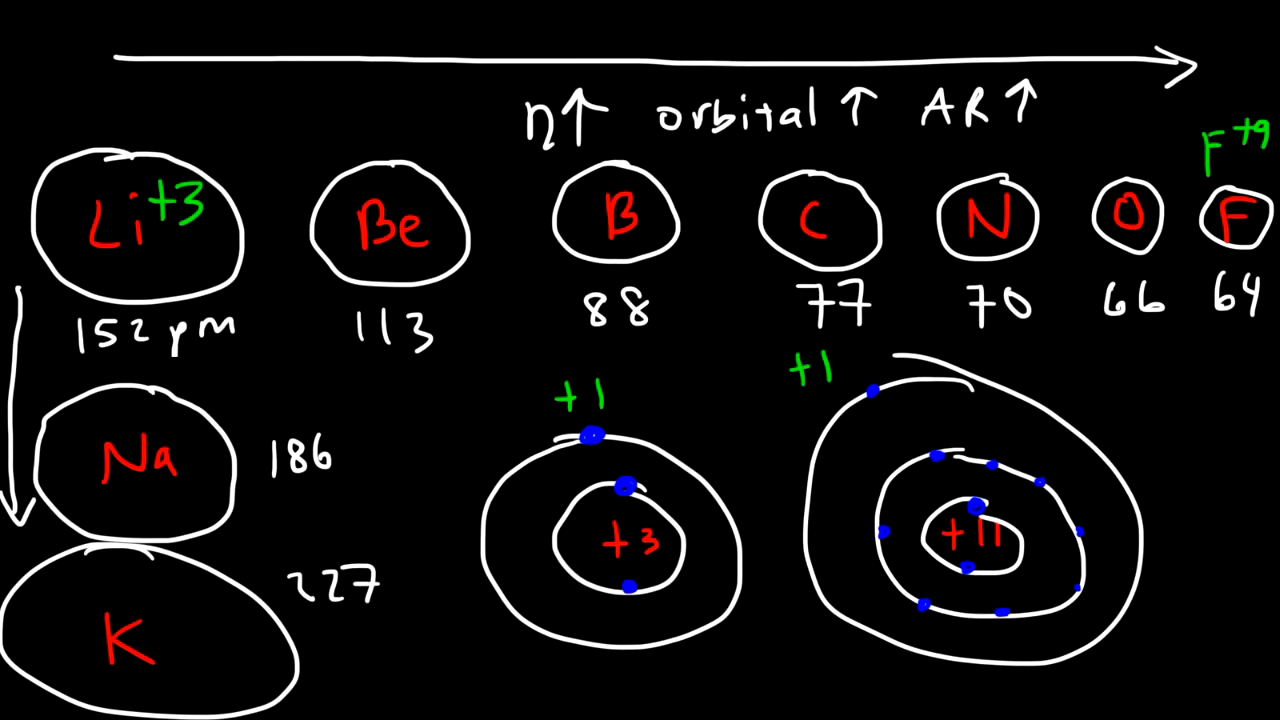 n↑ orbital ↑ AR ↑
F+9
Li+3 Be B C N O F
152 pm 113 88 77 70 66 64
+1 +1
Na 186
+3 +11
K 227